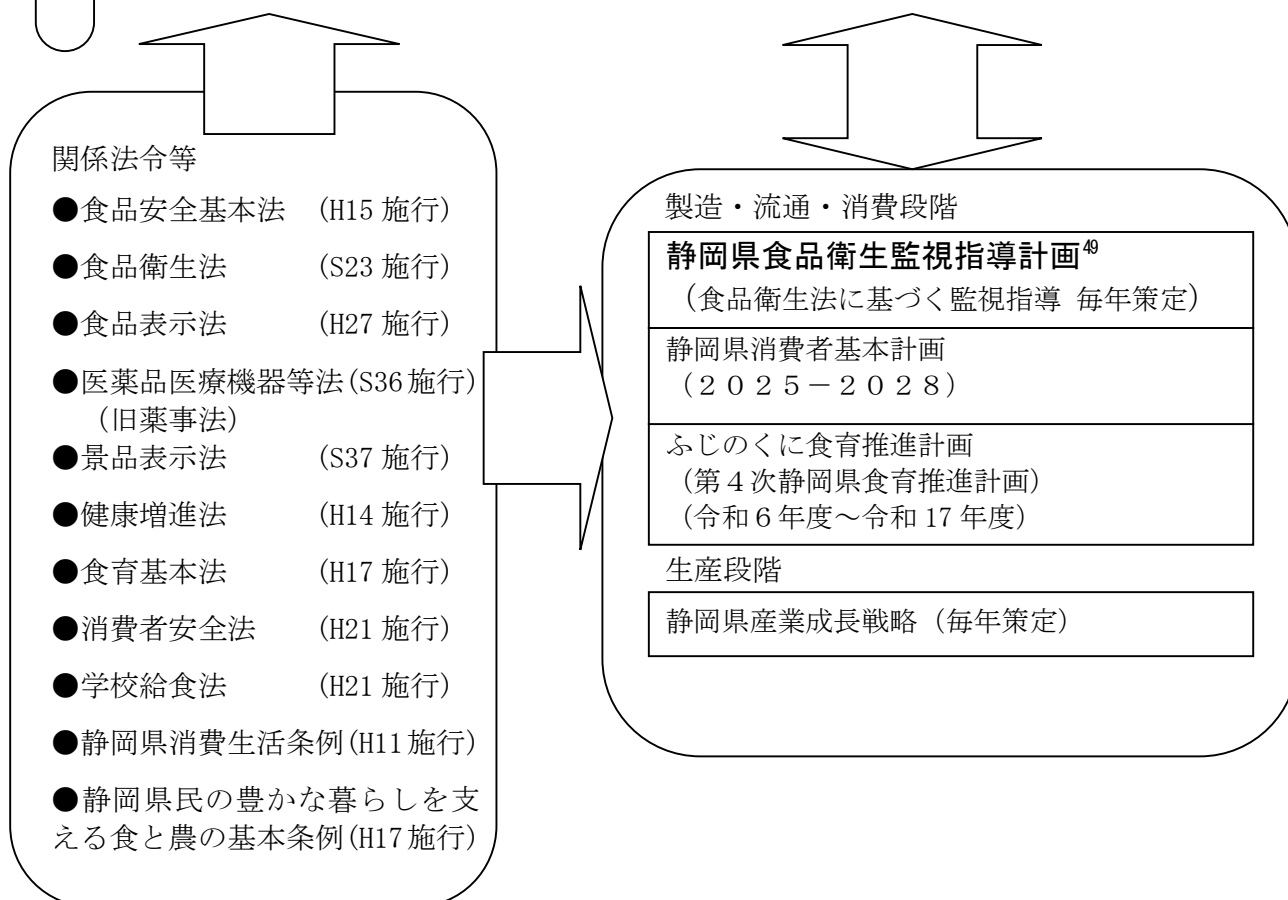 関係法令等
●食品安全基本法 (H15 施行)
●食品衛生法 (S23 施行)
●食品表示法 (H27 施行)
●医薬品医療機器等法(S36 施行)
（旧薬事法）
●景品表示法 (S37 施行)
●健康増進法 (H14 施行)
●食育基本法 (H17 施行)
●消費者安全法 (H21 施行)
●学校給食法 (H21 施行)
●静岡県消費生活条例(H11 施行)
●静岡県民の豊かな暮らしを支
える食と農の基本条例(H17 施行)
製造・流通・消費段階
静岡県食品衛生監視指導計画49
（食品衛生法に基づく監視指導 毎年策定）
静岡県消費者基本計画
（２０２５－２０２８）
ふじのくに食育推進計画
（第４次静岡県食育推進計画）
（令和６年度～令和 17 年度）
生産段階
静岡県産業成長戦略（毎年策定）